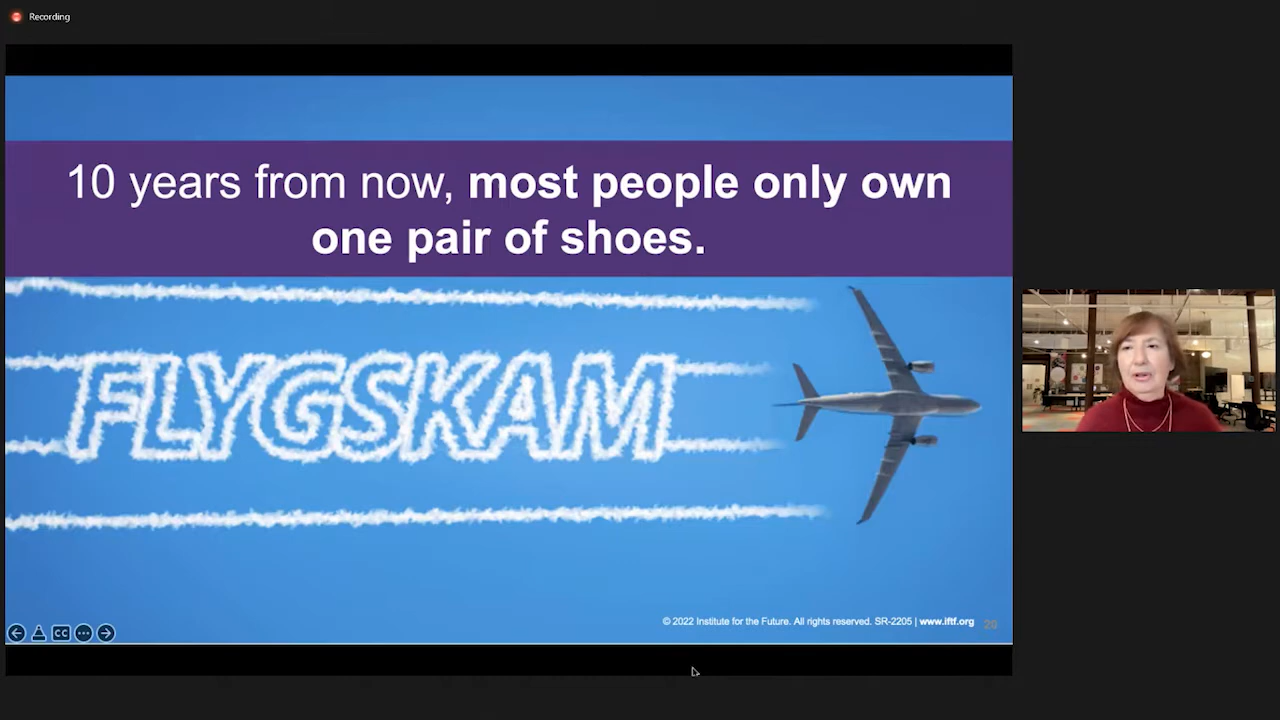 Recording
10 years from now, most people only own
one pair of shoes.
FLYGSKAM
© 2022 Institute for the Future. All rights reserved. SR-2205 | www.iftf.org 20
CC